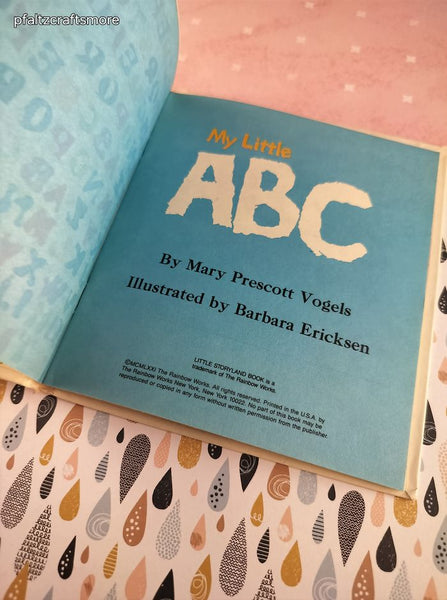 pfaltzcraftsmore
My Little
ABC
By Mary Prescott Vogels
Illustrated by Barbara Ericksen
LITTLE STORYLAND BOOK is a
trademark of The Rainbow Works.
©MCMLXXI The Rainbow Works. All rights reserved. Printed in the U.S.A. by
The Rainbow Works New York, New York 10022. No part of this book may be
reproduced or copied in any form without written permission from the publisher.